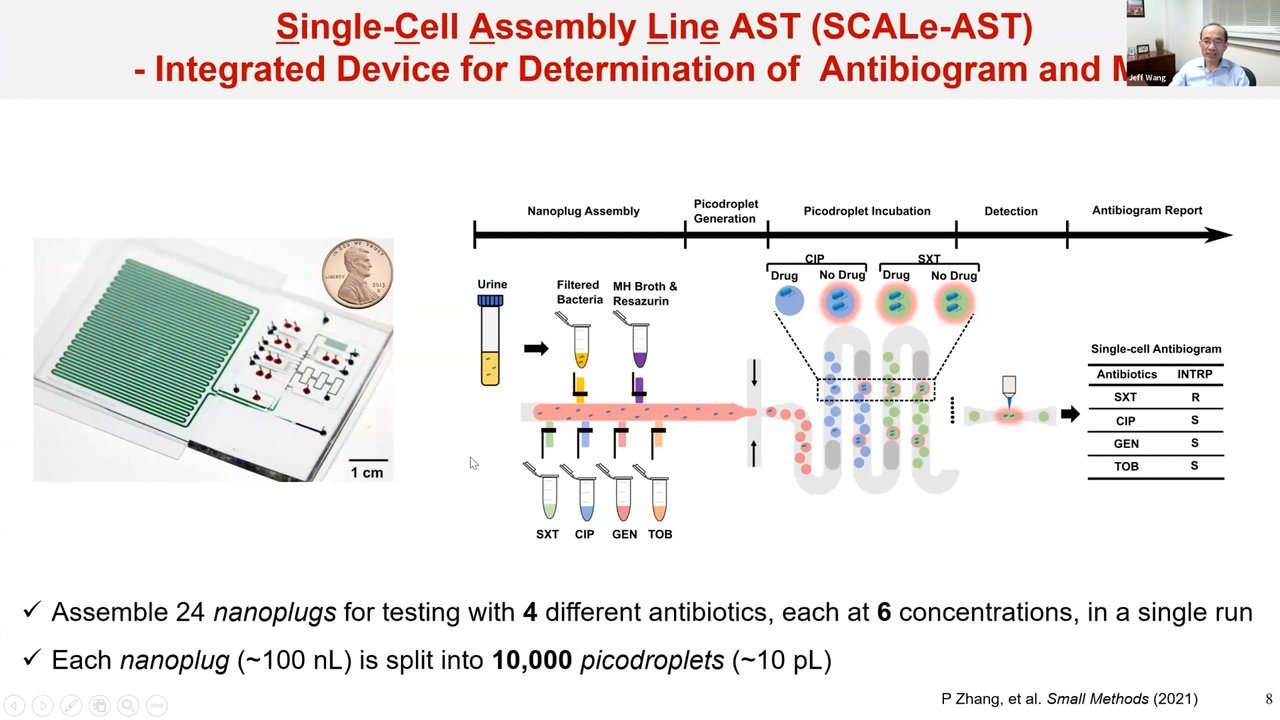 Single-Cell Assembly Line AST (SCALe-AST)
- Integrated Device for Determination of Antibiogram and
Jeff Wang
Nanoplug Assembly
Picodroplet
Generation
Picodroplet Incubation
Detection
Antibiogram Report
Urine
Filtered
Bacteria
MH Broth &
Resazurin
CIP
SXT
Drug
No Drug
Drug
No Drug
SXT
CIP
GEN
TOB
Single-cell Antibiogram
Antibiotics INTRP
SXT R
CIP S
GEN S
TOB S
LIBERTY
2013
1 cm
✓ Assemble 24 nanoplugs for testing with 4 different antibiotics, each at 6 concentrations, in a single run
✓ Each nanoplug (~100 nL) is split into 10,000 picodroplets (~10 pL)
P Zhang, et al. Small Methods (2021)
8